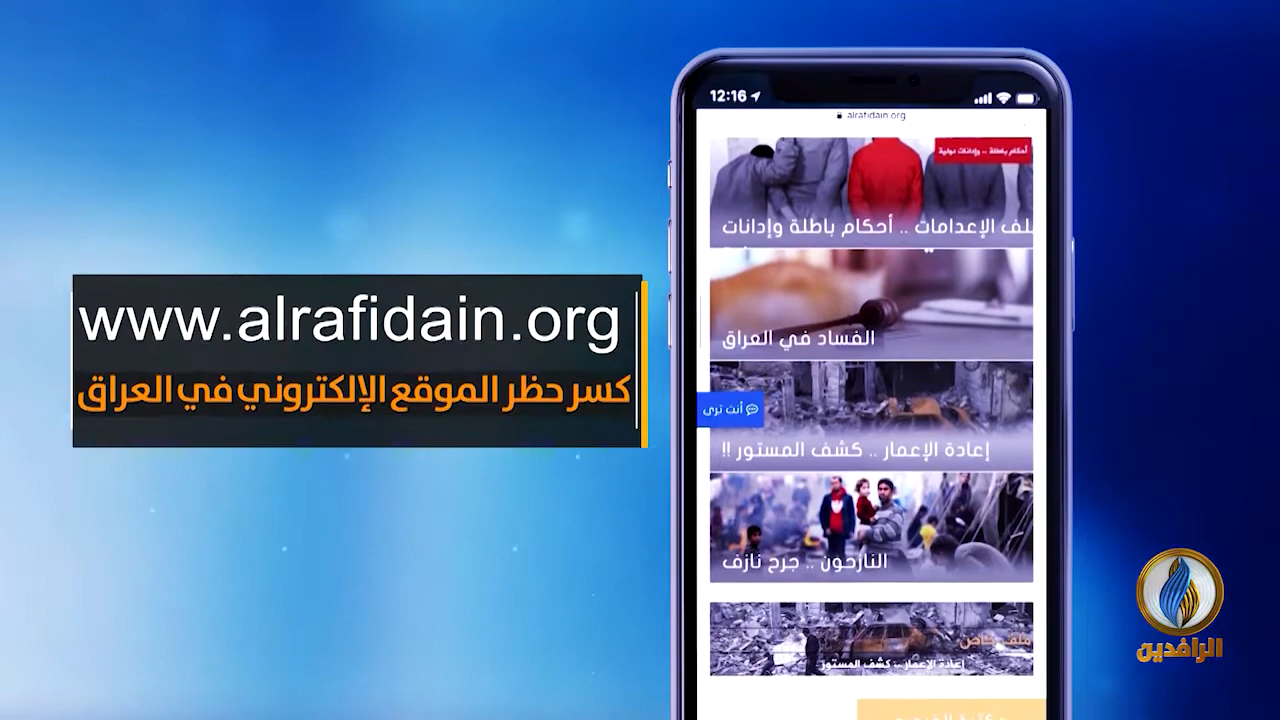 www.alrafidain.org
كسر حظر الموقع الإلكتروني في العراق
12:16
alrafidain.org
أحكام باطلة .. وإدانات دولية
الإعدامات .. أحكام باطلة وإدانات
الفساد في العراق
أنت ترى
إعادة الإعمار .. كشف المستور !!
النازحون .. جرح نازف
ملف خاص
إعادة الإعمار .. كشف المستور
الرافدين